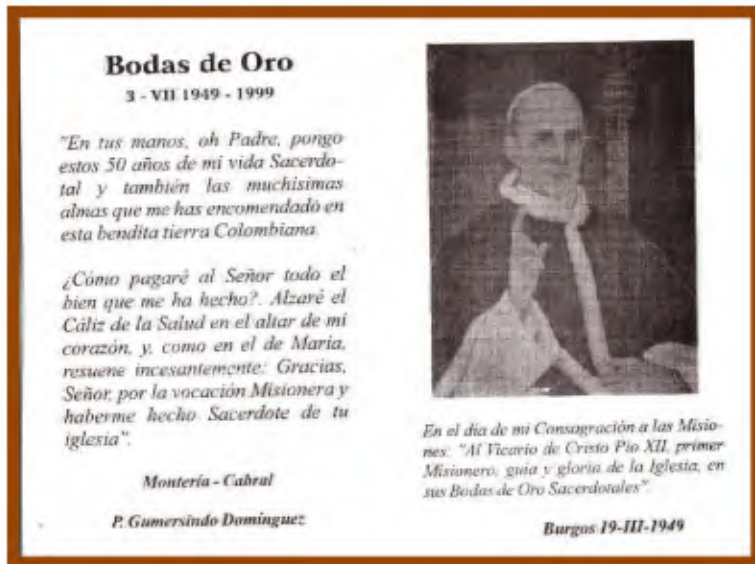 Bodas de Oro
3 - VII 1949 - 1999
"En tus manos, oh Padre, pongo
estos 50 años de mi vida Sacerdo-
tal y también las muchísimas
almas que me has encomendado en
esta bendita tierra Colombiana.
¿Cómo pagaré al Señor todo el
bien que me ha hecho?. Alzaré el
Cáliz de la Salud en el altar de mi
corazón, y, como en el de María,
resuene incesantemente: Gracias,
Señor, por la vocación Misionera y
haberme hecho Sacerdote de tu
iglesia".
Montería - Cabral
P. Gumersindo Domínguez
En el día de mi Consagración a las Misio-
nes: "Al Vicario de Cristo Pío XII, primer
Misionero, guía y gloria de la Iglesia, en
sus Bodas de Oro Sacerdotales".
Burgos 19-III-1949